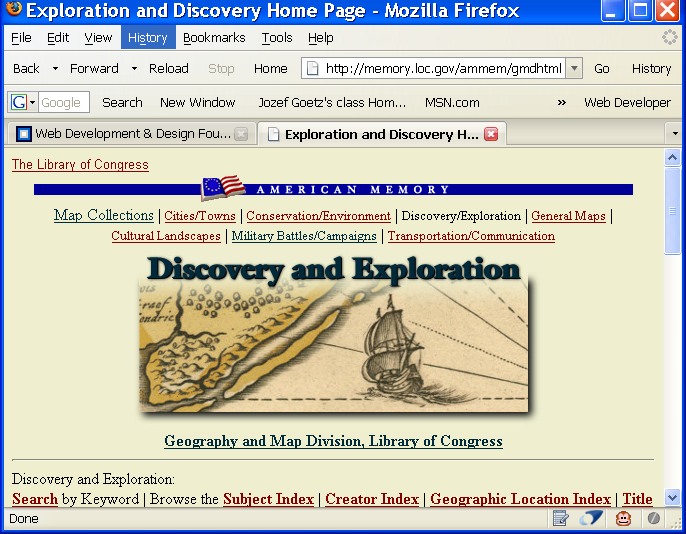 Exploration and Discovery Home Page - Mozilla Firefox
File Edit View History Bookmarks Tools Help
Back Forward Reload Stop Home http://memory.loc.gov/ammem/gmdhtml Go History
G Google Search New Window Jozef Goetz's class Hom... MSN.com » Web Developer
Web Development & Design Fou... Exploration and Discovery H...
The Library of Congress
AMERICAN MEMORY
Map Collections | Cities/Towns | Conservation/Environment | Discovery/Exploration | General Maps |
Cultural Landscapes | Military Battles/Campaigns | Transportation/Communication
Discovery and Exploration
Geography and Map Division, Library of Congress
Discovery and Exploration:
Search by Keyword | Browse the Subject Index | Creator Index | Geographic Location Index | Title
Done